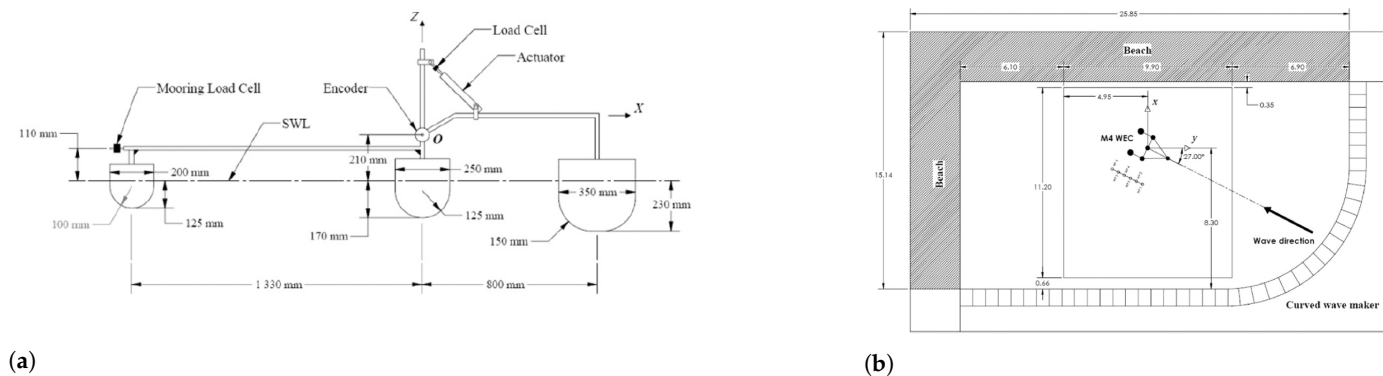 Z
Load Cell
Actuator
Mooring Load Cell
Encoder
X
SWL
O
110 mm
210 mm
200 mm
250 mm
350 mm
230 mm
100 mm
125 mm
170 mm
125 mm
150 mm
1 330 mm
800 mm
(a)
25.85
Beach
6.10
9.90
6.90
4.95
x
0.35
M4 WEC
y
27.00°
15.14
Beach
11.20
8.30
Wave direction
0.66
Curved wave maker
(b)